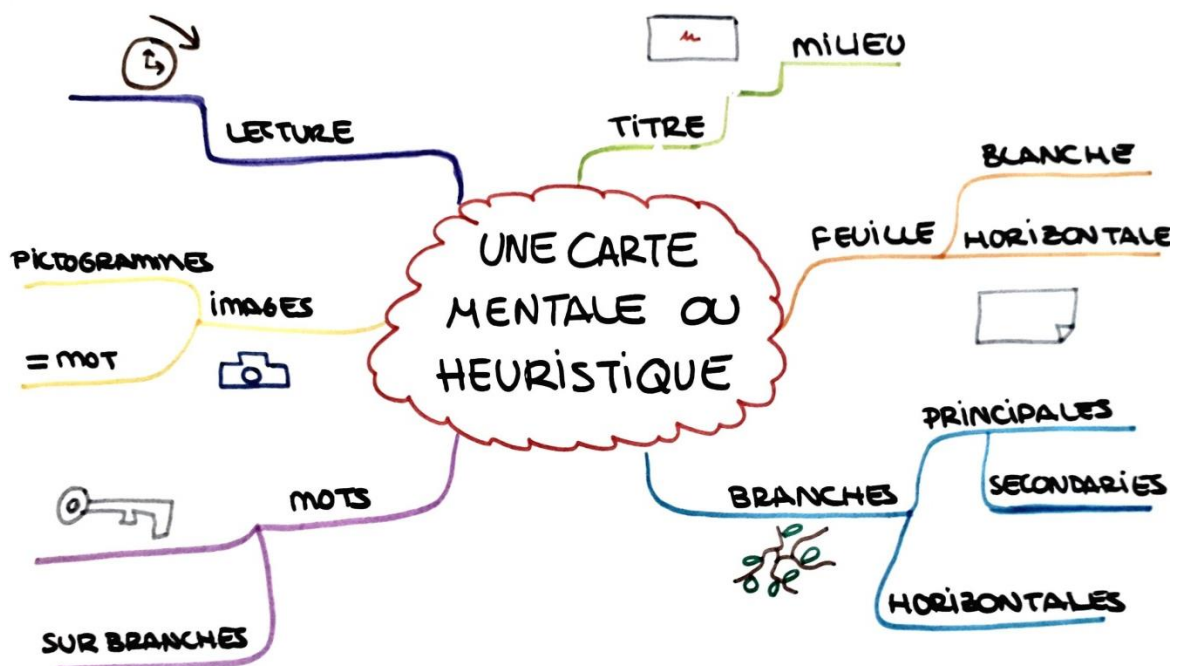 UNE CARTE
MENTALE OU
HEURISTIQUE
TITRE
MILIEU
FEUILLE
BLANCHE
HORIZONTALE
BRANCHES
PRINCIPALES
SECONDARIES
HORIZONTALES
MOTS
SUR BRANCHES
IMAGES
PICTOGRAMMES
= MOT
LECTURE